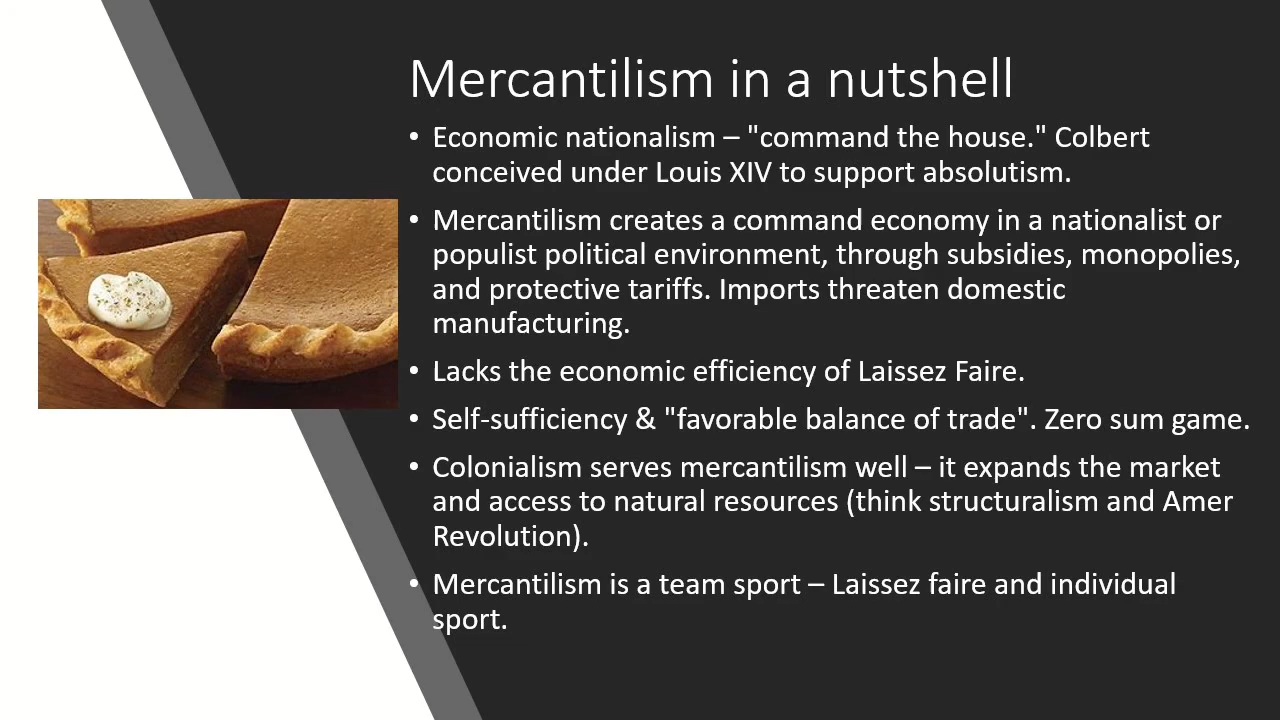 Mercantilism in a nutshell
• Economic nationalism – "command the house." Colbert
conceived under Louis XIV to support absolutism.
• Mercantilism creates a command economy in a nationalist or
populist political environment, through subsidies, monopolies,
and protective tariffs. Imports threaten domestic
manufacturing.
• Lacks the economic efficiency of Laissez Faire.
• Self-sufficiency & "favorable balance of trade". Zero sum game.
• Colonialism serves mercantilism well – it expands the market
and access to natural resources (think structuralism and Amer
Revolution).
• Mercantilism is a team sport – Laissez faire and individual
sport.